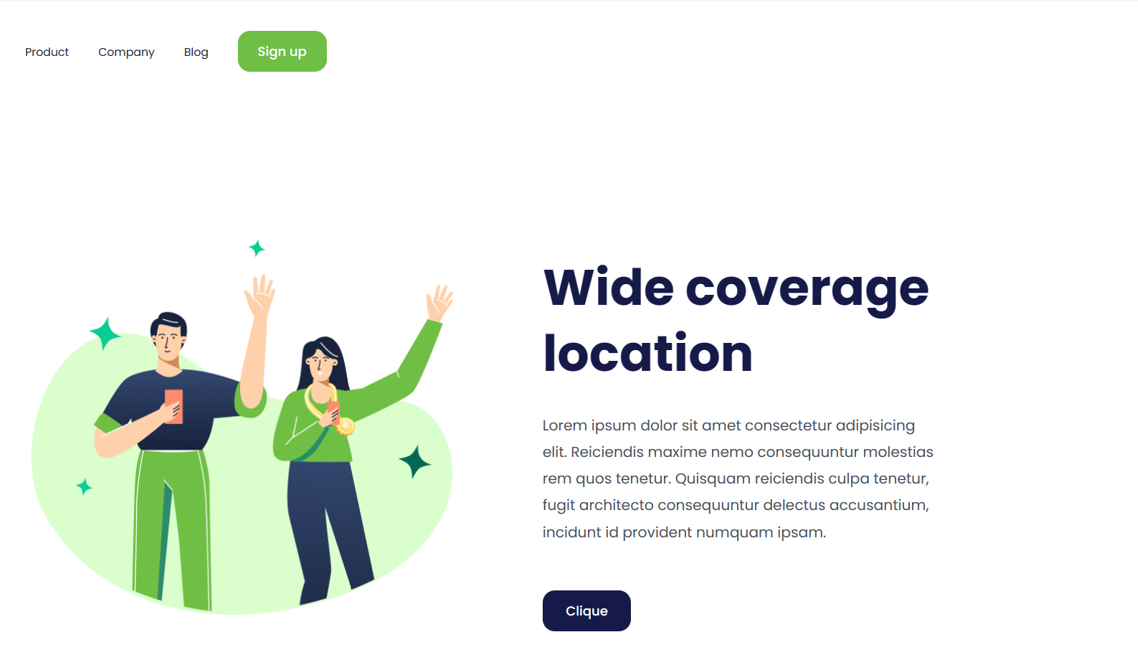 Product Company Blog Sign up
Wide coverage
location
Lorem ipsum dolor sit amet consectetur adipisicing
elit. Reiciendis maxime nemo consequuntur molestias
rem quos tenetur. Quisquam reiciendis culpa tenetur,
fugit architecto consequuntur delectus accusantium,
incidunt id provident numquam ipsam.
Clique